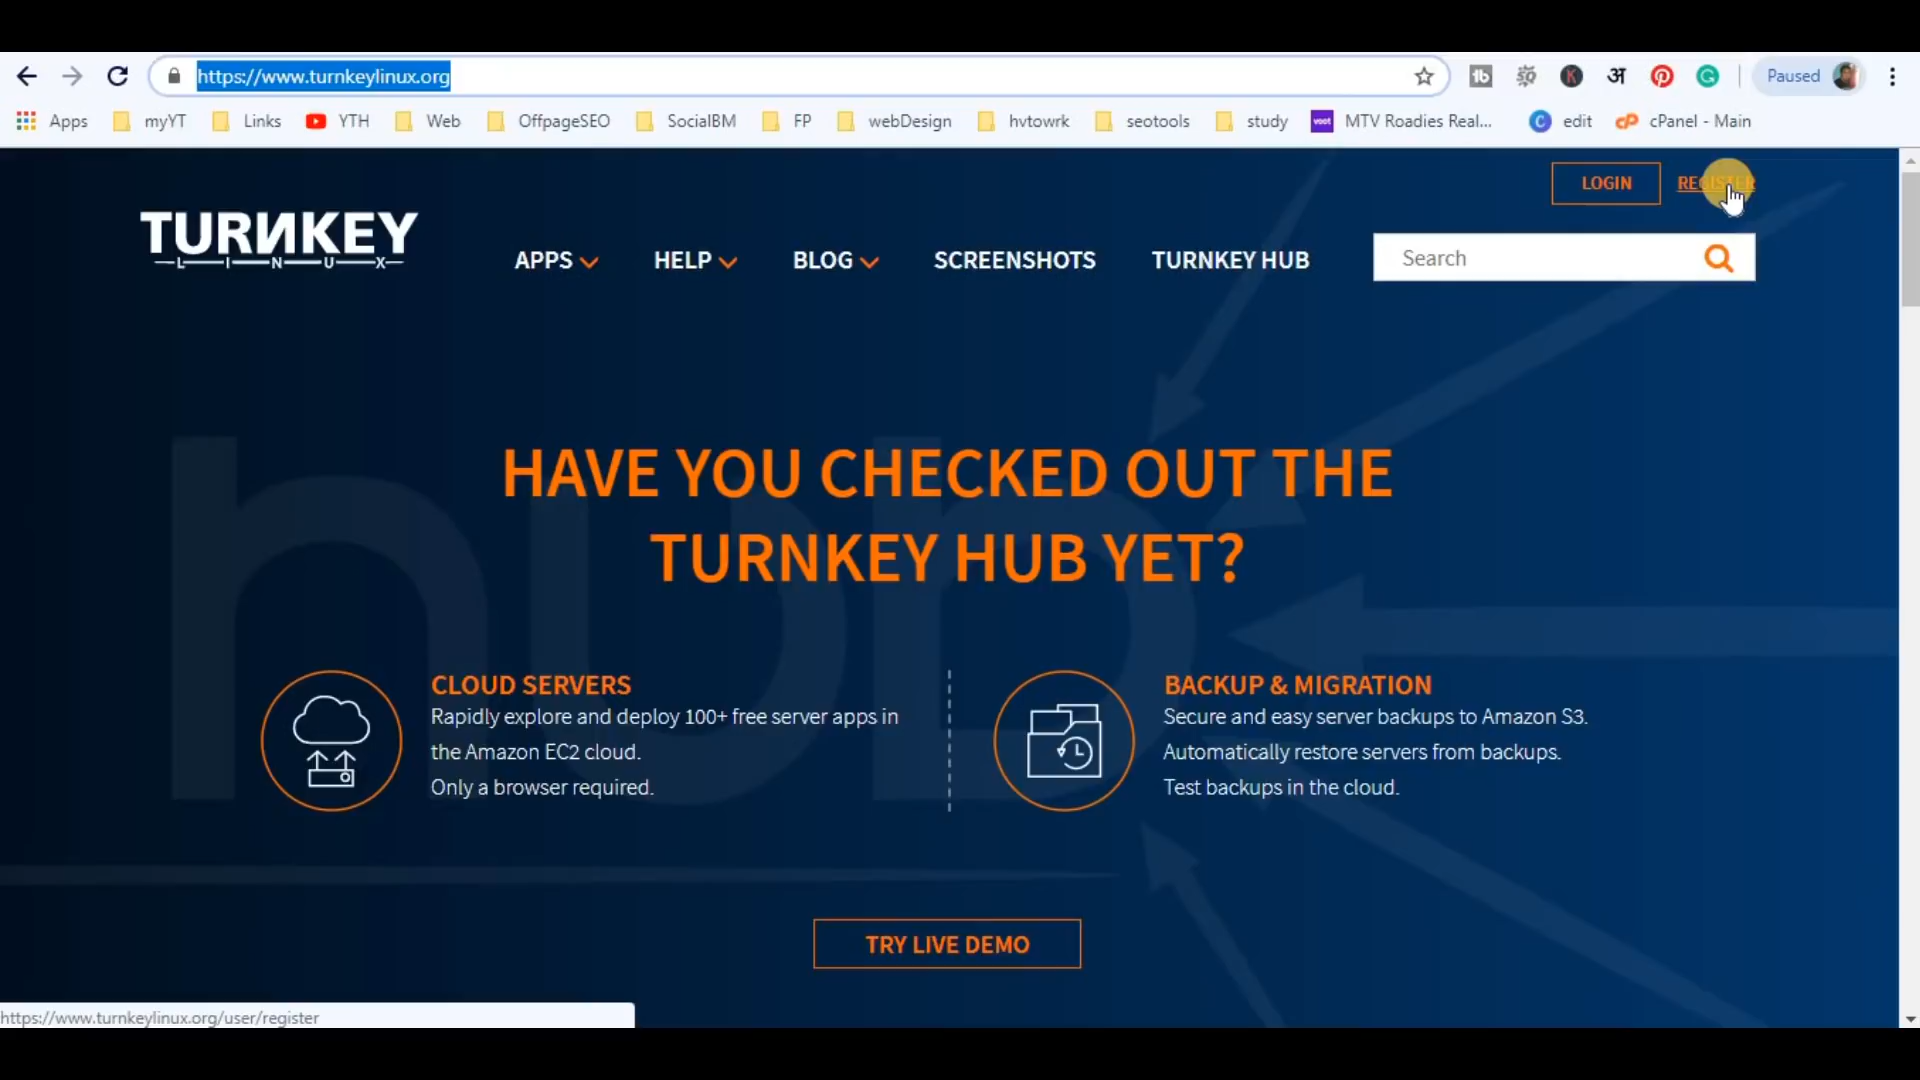 https://www.turnkeylinux.org
Paused
Apps
myYT
Links
YTH
Web
OffpageSEO
SocialBM
FP
webDesign
hvtowrk
seotools
study
voot
MTV Roadies Real...
C
edit
cP
cPanel - Main
LOGIN
REGISTER
TURNKEY
LINUX
APPS
HELP
BLOG
SCREENSHOTS
TURNKEY HUB
Search
HAVE YOU CHECKED OUT THE
TURNKEY HUB YET?
CLOUD SERVERS
Rapidly explore and deploy 100+ free server apps in
the Amazon EC2 cloud.
Only a browser required.
BACKUP & MIGRATION
Secure and easy server backups to Amazon S3.
Automatically restore servers from backups.
Test backups in the cloud.
TRY LIVE DEMO
https://www.turnkeylinux.org/user/register